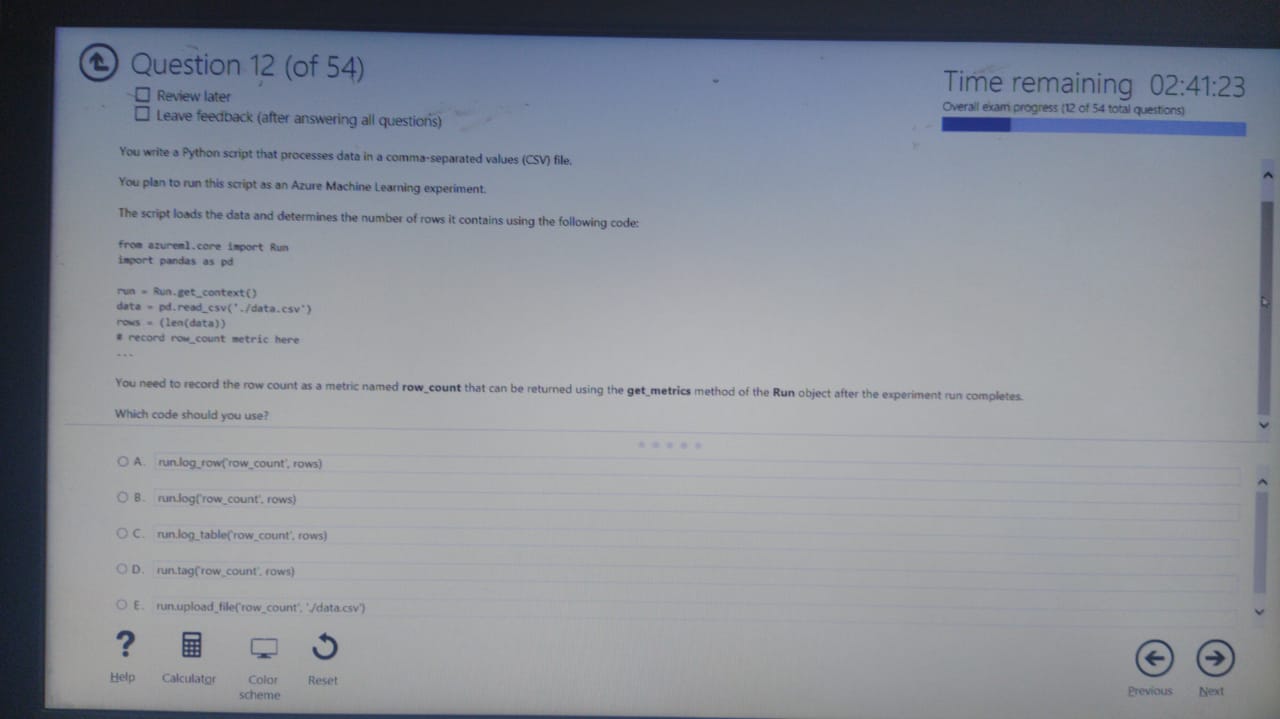 Question 12 (of 54)
Review later
Leave feedback (after answering all questions)
Time remaining 02:41:23
Overall exam progress (12 of 54 total questions)
You write a Python script that processes data in a comma-separated values (CSV) file.
You plan to run this script as an Azure Machine Learning experiment.
The script loads the data and determines the number of rows it contains using the following code:
from azureml.core import Run
import pandas as pd
run = Run.get_context()
data = pd.read_csv('./data.csv')
rows = (len(data))
# record row_count metric here
...
You need to record the row count as a metric named row_count that can be returned using the get_metrics method of the Run object after the experiment run completes.
Which code should you use?
A. run.log_row('row_count', rows)
B. run.log('row_count', rows)
C. run.log_table('row_count', rows)
D. run.tag('row_count', rows)
E. run.upload_file('row_count', './data.csv')
Help
Calculator
Color
scheme
Reset
Previous
Next